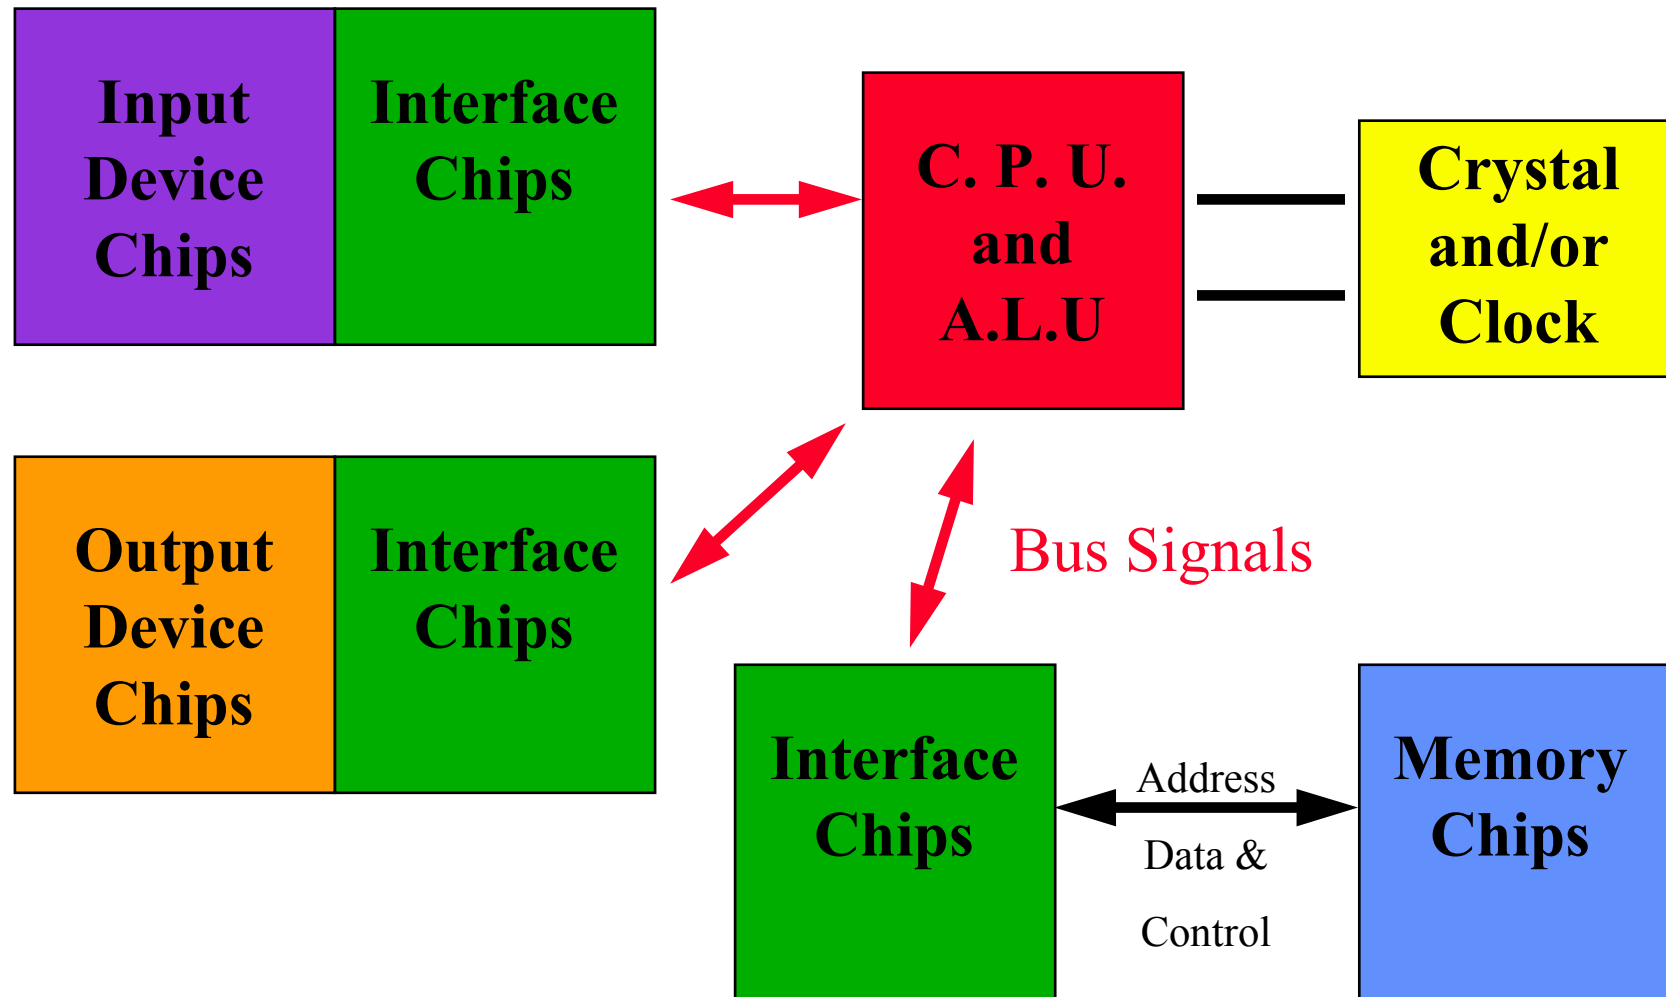 Input
Device
Chips
Interface
Chips
C. P. U.
and
A.L.U
Crystal
and/or
Clock
Output
Device
Chips
Interface
Chips
Bus Signals
Interface
Chips
Address
Data &
Control
Memory
Chips